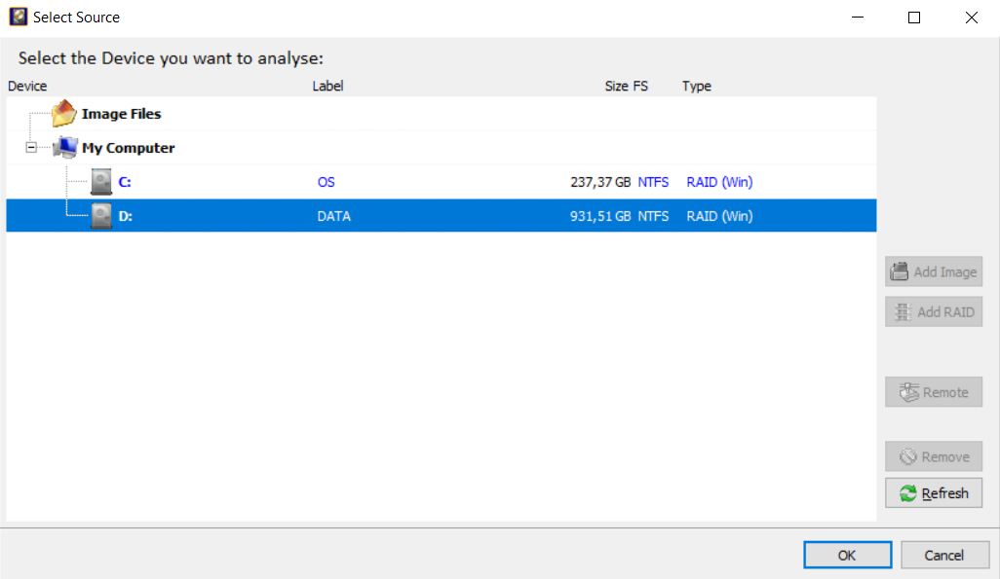 Select Source
Select the Device you want to analyse:
Device Label Size FS Type
Image Files
My Computer
C: OS 237,37 GB NTFS RAID (Win)
D: DATA 931,51 GB NTFS RAID (Win)
Add Image
Add RAID
Remote
Remove
Refresh
OK Cancel